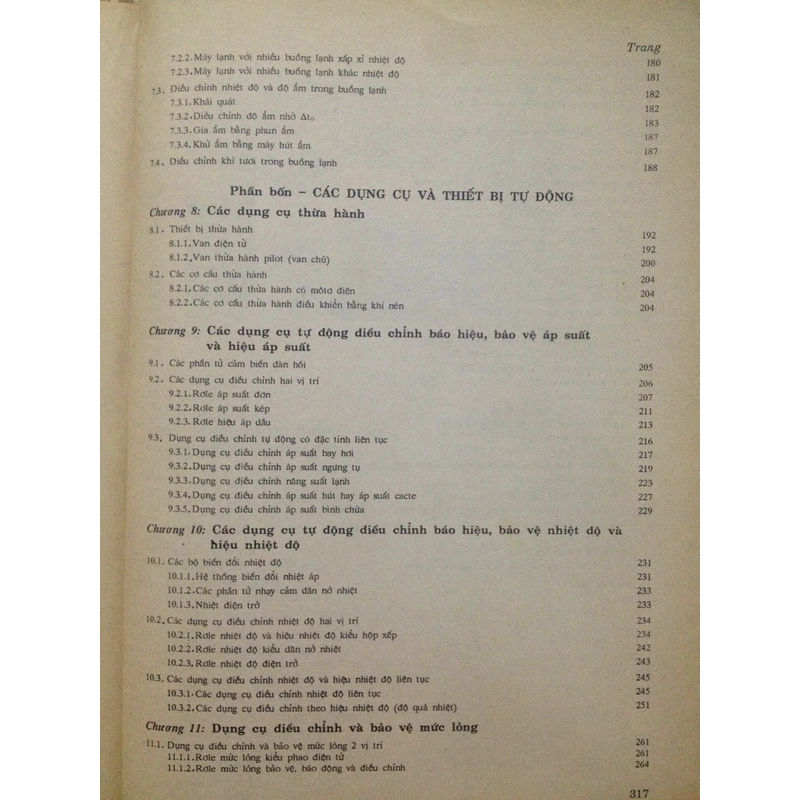 Trang
7.2.2. Máy lạnh với nhiều buồng lạnh xấp xỉ nhiệt độ 180
7.2.3. Máy lạnh với nhiều buồng lạnh khác nhiệt độ 181
7.3. Điều chỉnh nhiệt độ và độ ẩm trong buồng lạnh 182
7.3.1. Khái quát 182
7.3.2. Điều chỉnh độ ẩm nhờ Δt₀ 183
7.3.3. Gia ẩm bằng phun ẩm 187
7.3.4. Khử ẩm bằng máy hút ẩm 187
7.4. Điều chỉnh khí tươi trong buồng lạnh 188
Phần bốn – CÁC DỤNG CỤ VÀ THIẾT BỊ TỰ ĐỘNG
Chương 8: Các dụng cụ thừa hành
8.1. Thiết bị thừa hành 192
8.1.1. Van điện từ 192
8.1.2. Van thừa hành pilot (van chủ) 200
8.2. Các cơ cấu thừa hành 204
8.2.1. Các cơ cấu thừa hành có môtơ điện 204
8.2.2. Các cơ cấu thừa hành điều khiển bằng khí nén 204
Chương 9: Các dụng cụ tự động điều chỉnh báo hiệu, bảo vệ áp suất
và hiệu áp suất
9.1. Các phần tử cảm biến đàn hồi 205
9.2. Các dụng cụ điều chỉnh hai vị trí 206
9.2.1. Rơle áp suất đơn 207
9.2.2. Rơle áp suất kép 211
9.2.3. Rơle hiệu áp dầu 213
9.3. Dụng cụ điều chỉnh tự động có đặc tính liên tục 216
9.3.1. Dụng cụ điều chỉnh áp suất bay hơi 217
9.3.2. Dụng cụ điều chỉnh áp suất ngưng tụ 219
9.3.3. Dụng cụ điều chỉnh năng suất lạnh 223
9.3.4. Dụng cụ điều chỉnh áp suất hút hay áp suất cacte 227
9.3.5. Dụng cụ điều chỉnh áp suất bình chứa 229
Chương 10: Các dụng cụ tự động điều chỉnh báo hiệu, bảo vệ nhiệt độ và
hiệu nhiệt độ
10.1. Các bộ biến đổi nhiệt độ 231
10.1.1. Hệ thống biến đổi nhiệt áp 231
10.1.2. Các phần tử nhạy cảm dãn nở nhiệt 233
10.1.3. Nhiệt điện trở 233
10.2. Các dụng cụ điều chỉnh nhiệt độ hai vị trí 234
10.2.1. Rơle nhiệt độ và hiệu nhiệt độ kiểu hộp xếp 234
10.2.2. Rơle nhiệt độ kiểu dãn nở nhiệt 242
10.2.3. Rơle nhiệt độ điện trở 243
10.3. Các dụng cụ điều chỉnh nhiệt độ và hiệu nhiệt độ liên tục 245
10.3.1. Các dụng cụ điều chỉnh nhiệt độ liên tục 245
10.3.2. Các dụng cụ điều chỉnh theo hiệu nhiệt độ (độ quá nhiệt) 251
Chương 11: Dụng cụ điều chỉnh và bảo vệ mức lỏng
11.1. Dụng cụ điều chỉnh và bảo vệ mức lỏng 2 vị trí 261
11.1.1. Rơle mức lỏng kiểu phao điện từ 261
11.1.2. Rơle mức lỏng bảo vệ, báo động và điều chỉnh 264
317